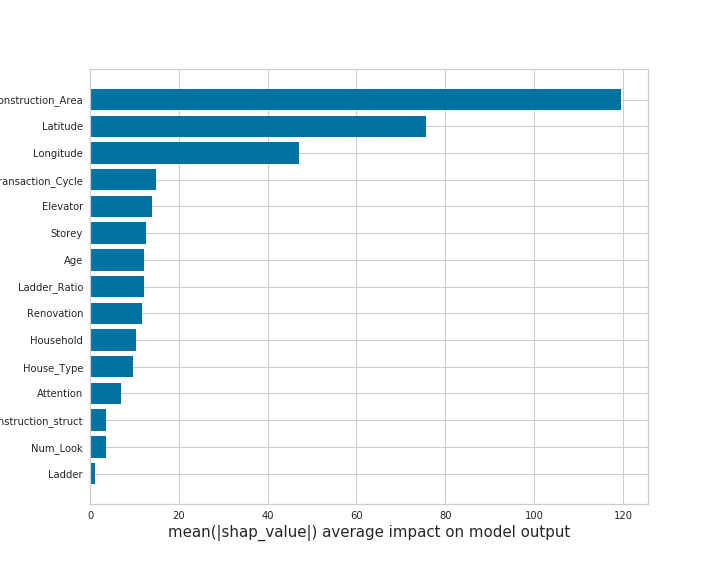 onstruction_Area
Latitude
Longitude
ransaction_Cycle
Elevator
Storey
Age
Ladder_Ratio
Renovation
Household
House_Type
Attention
nstruction_struct
Num_Look
Ladder
0 20 40 60 80 100 120
mean(|shap_value|) average impact on model output